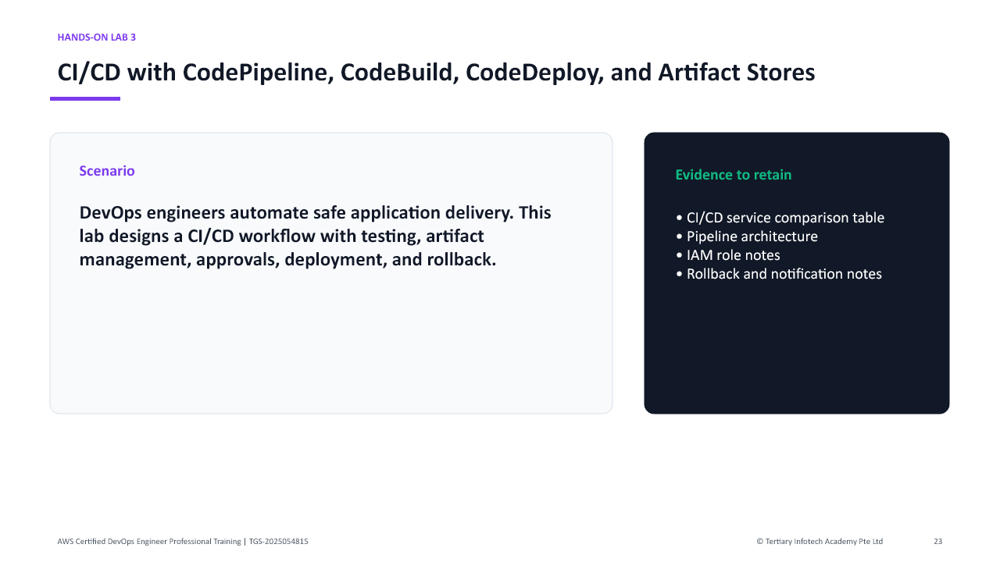 HANDS-ON LAB 3
CI/CD with CodePipeline, CodeBuild, CodeDeploy, and Artifact Stores
Scenario
DevOps engineers automate safe application delivery. This
lab designs a CI/CD workflow with testing, artifact
management, approvals, deployment, and rollback.
Evidence to retain
• CI/CD service comparison table
• Pipeline architecture
• IAM role notes
• Rollback and notification notes
AWS Certified DevOps Engineer Professional Training | TGS-2025054815
© Tertiary Infotech Academy Pte Ltd
23